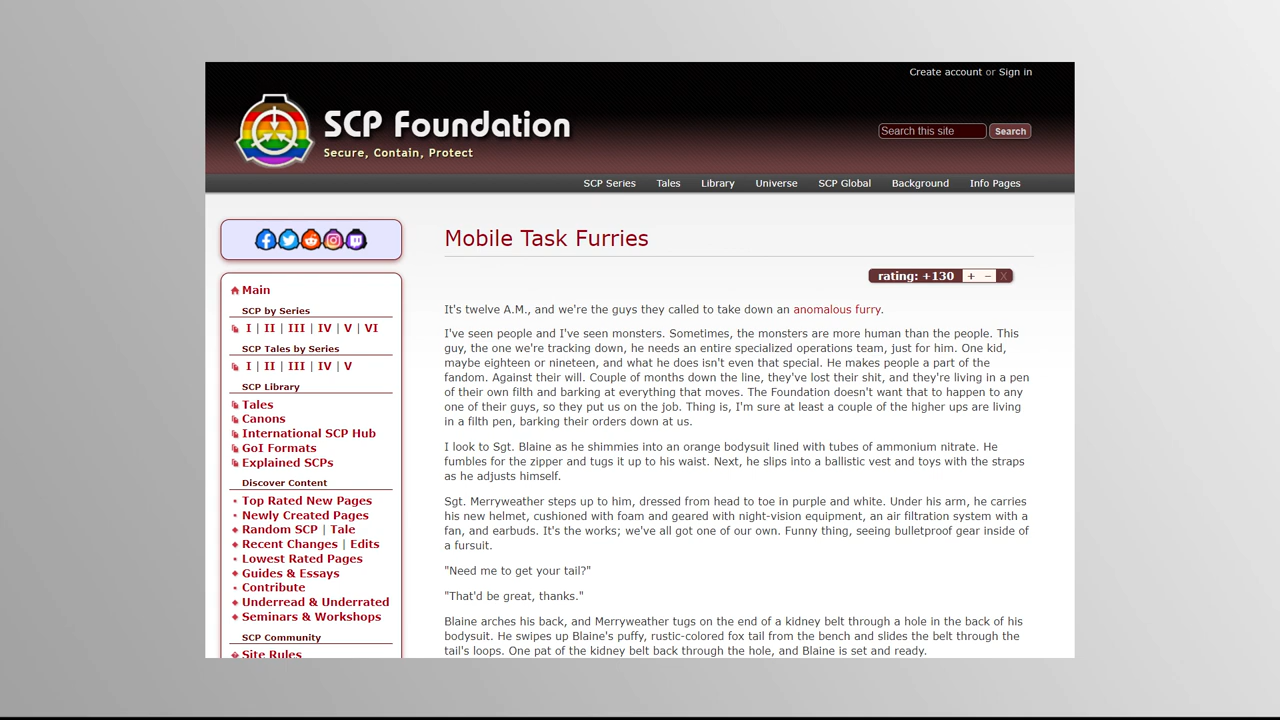 Create account or Sign in
SCP Foundation
Secure, Contain, Protect
Search this site
Search
SCP Series Tales Library Universe SCP Global Background Info Pages
Main
SCP by Series
I | II | III | IV | V | VI
SCP Tales by Series
I | II | III | IV | V
SCP Library
Tales
Canons
International SCP Hub
GoI Formats
Explained SCPs
Discover Content
Top Rated New Pages
Newly Created Pages
Random SCP | Tale
Recent Changes | Edits
Lowest Rated Pages
Guides & Essays
Contribute
Underread & Underrated
Seminars & Workshops
SCP Community
Site Rules
Mobile Task Furries
rating: +130 + – X
It's twelve A.M., and we're the guys they called to take down an anomalous furry.
I've seen people and I've seen monsters. Sometimes, the monsters are more human than the people. This
guy, the one we're tracking down, he needs an entire specialized operations team, just for him. One kid,
maybe eighteen or nineteen, and what he does isn't even that special. He makes people a part of the
fandom. Against their will. Couple of months down the line, they've lost their shit, and they're living in a pen
of their own filth and barking at everything that moves. The Foundation doesn't want that to happen to any
one of their guys, so they put us on the job. Thing is, I'm sure at least a couple of the higher ups are living
in a filth pen, barking their orders down at us.
I look to Sgt. Blaine as he shimmies into an orange bodysuit lined with tubes of ammonium nitrate. He
fumbles for the zipper and tugs it up to his waist. Next, he slips into a ballistic vest and toys with the straps
as he adjusts himself.
Sgt. Merryweather steps up to him, dressed from head to toe in purple and white. Under his arm, he carries
his new helmet, cushioned with foam and geared with night-vision equipment, an air filtration system with a
fan, and earbuds. It's the works; we've all got one of our own. Funny thing, seeing bulletproof gear inside of
a fursuit.
"Need me to get your tail?"
"That'd be great, thanks."
Blaine arches his back, and Merryweather tugs on the end of a kidney belt through a hole in the back of his
bodysuit. He swipes up Blaine's puffy, rustic-colored fox tail from the bench and slides the belt through the
tail's loops. One pat of the kidney belt back through the hole, and Blaine is set and ready.